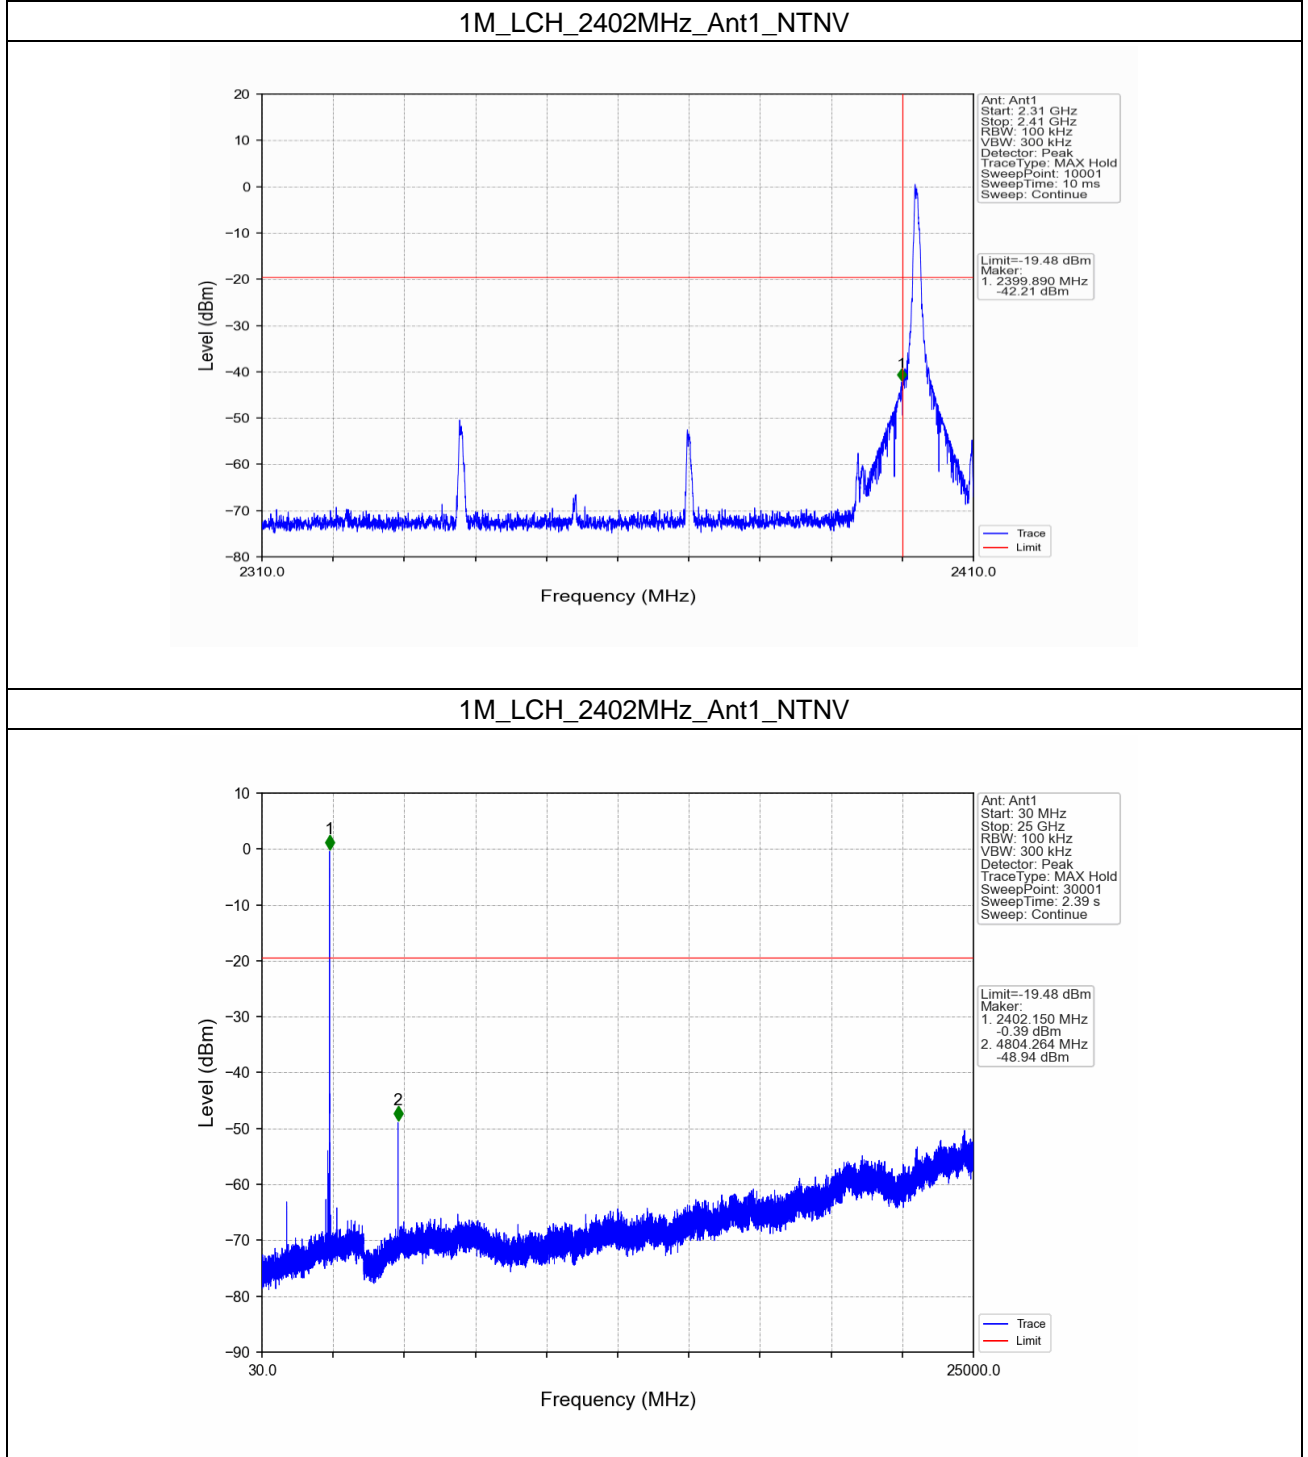 1M_LCH_2402MHz_Ant1_NTNV
20
10
0
−10
−20
−30
−40
−50
−60
−70
−80
Level (dBm)
1
2310.0
2410.0
Frequency (MHz)
Ant: Ant1
Start: 2.31 GHz
Stop: 2.41 GHz
RBW: 100 kHz
VBW: 300 kHz
Detector: Peak
TraceType: MAX Hold
SweepPoint: 10001
SweepTime: 10 ms
Sweep: Continue
Limit=-19.48 dBm
Maker:
1. 2399.890 MHz
-42.21 dBm
Trace
Limit
1M_LCH_2402MHz_Ant1_NTNV
10
0
−10
−20
−30
−40
−50
−60
−70
−80
−90
Level (dBm)
1
2
30.0
25000.0
Frequency (MHz)
Ant: Ant1
Start: 30 MHz
Stop: 25 GHz
RBW: 100 kHz
VBW: 300 kHz
Detector: Peak
TraceType: MAX Hold
SweepPoint: 30001
SweepTime: 2.39 s
Sweep: Continue
Limit=-19.48 dBm
Maker:
1. 2402.150 MHz
-0.39 dBm
2. 4804.264 MHz
-48.94 dBm
Trace
Limit